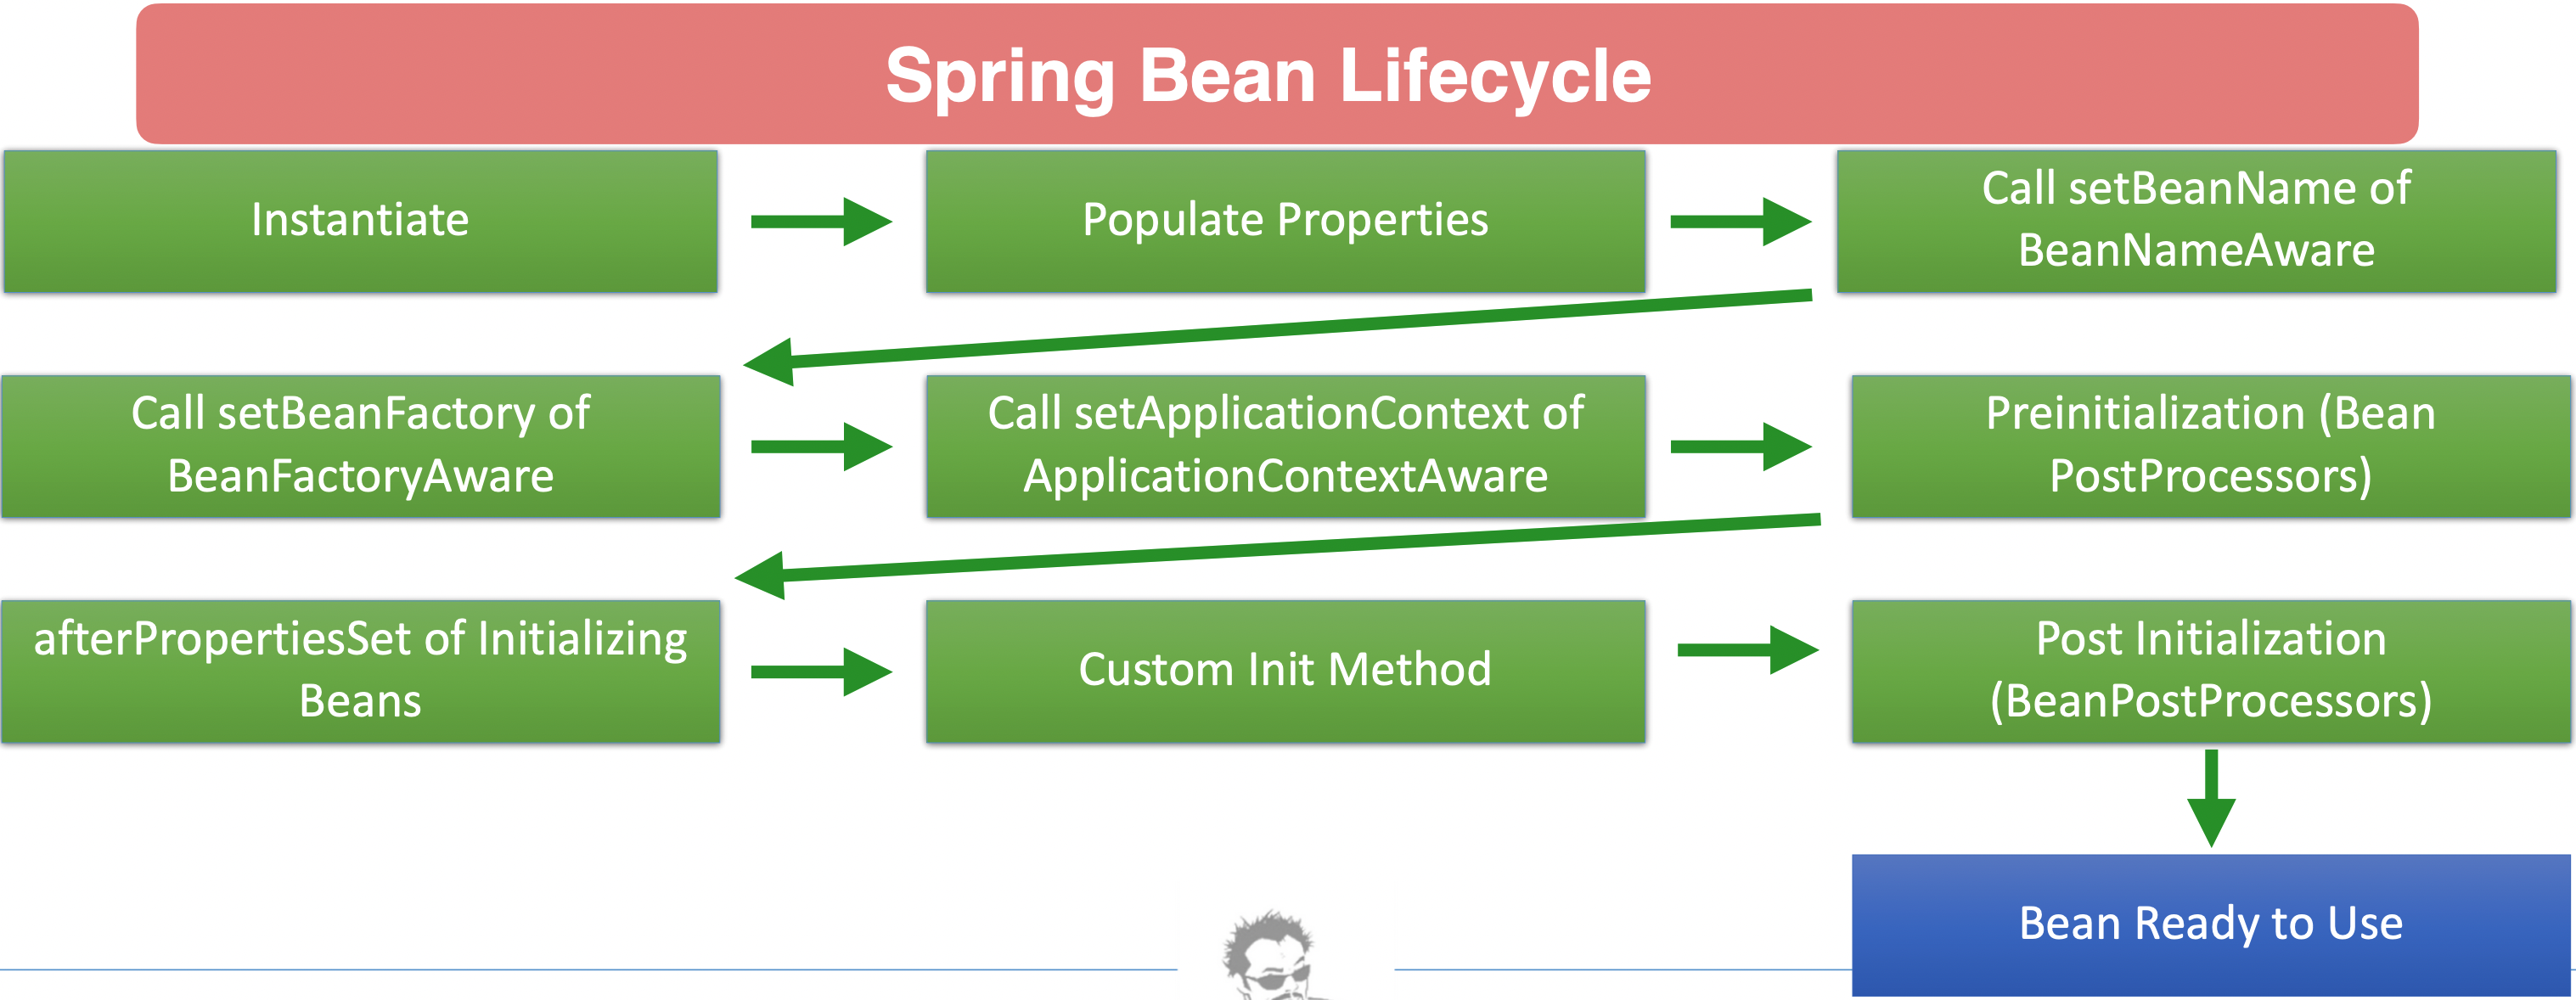 Spring Bean Lifecycle
Instantiate
Populate Properties
Call setBeanName of
BeanNameAware
Call setBeanFactory of
BeanFactoryAware
Call setApplicationContext of
ApplicationContextAware
Preinitialization (Bean
PostProcessors)
afterPropertiesSet of Initializing
Beans
Custom Init Method
Post Initialization
(BeanPostProcessors)
Bean Ready to Use